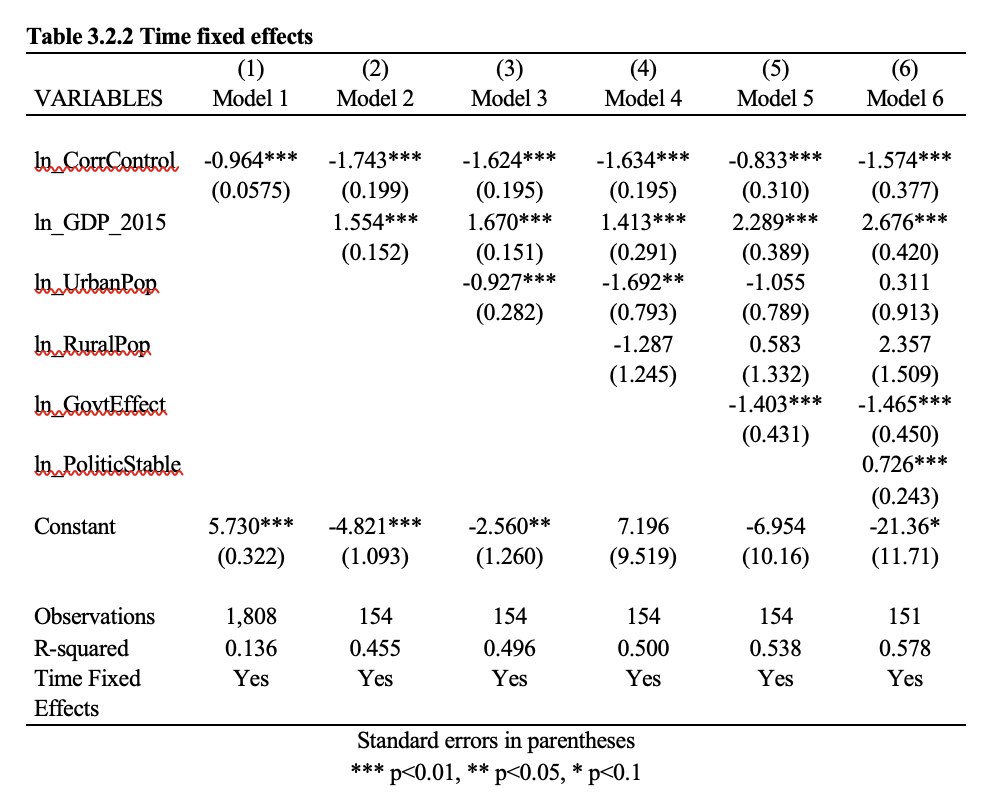 Table 3.2.2 Time fixed effects
(1) (2) (3) (4) (5) (6)
VARIABLES Model 1 Model 2 Model 3 Model 4 Model 5 Model 6
ln_CorrControl -0.964*** -1.743*** -1.624*** -1.634*** -0.833*** -1.574***
(0.0575) (0.199) (0.195) (0.195) (0.310) (0.377)
ln_GDP_2015 1.554*** 1.670*** 1.413*** 2.289*** 2.676***
(0.152) (0.151) (0.291) (0.389) (0.420)
ln_UrbanPop -0.927*** -1.692** -1.055 0.311
(0.282) (0.793) (0.789) (0.913)
ln_RuralPop -1.287 0.583 2.357
(1.245) (1.332) (1.509)
ln_GovtEffect -1.403*** -1.465***
(0.431) (0.450)
ln_PoliticStable 0.726***
(0.243)
Constant 5.730*** -4.821*** -2.560** 7.196 -6.954 -21.36*
(0.322) (1.093) (1.260) (9.519) (10.16) (11.71)
Observations 1,808 154 154 154 154 151
R-squared 0.136 0.455 0.496 0.500 0.538 0.578
Time Fixed Yes Yes Yes Yes Yes Yes
Effects
Standard errors in parentheses
*** p<0.01, ** p<0.05, * p<0.1